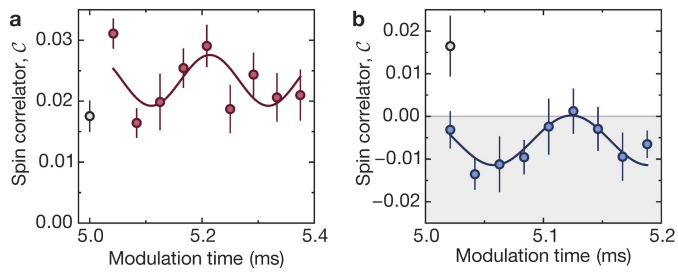 a
0.03
0.02
0.01
0.00
Spin correlator, 𝒞
5.0
5.2
5.4
Modulation time (ms)
b
0.02
0.01
0.00
−0.01
−0.02
Spin correlator, 𝒞
5.0
5.1
5.2
Modulation time (ms)